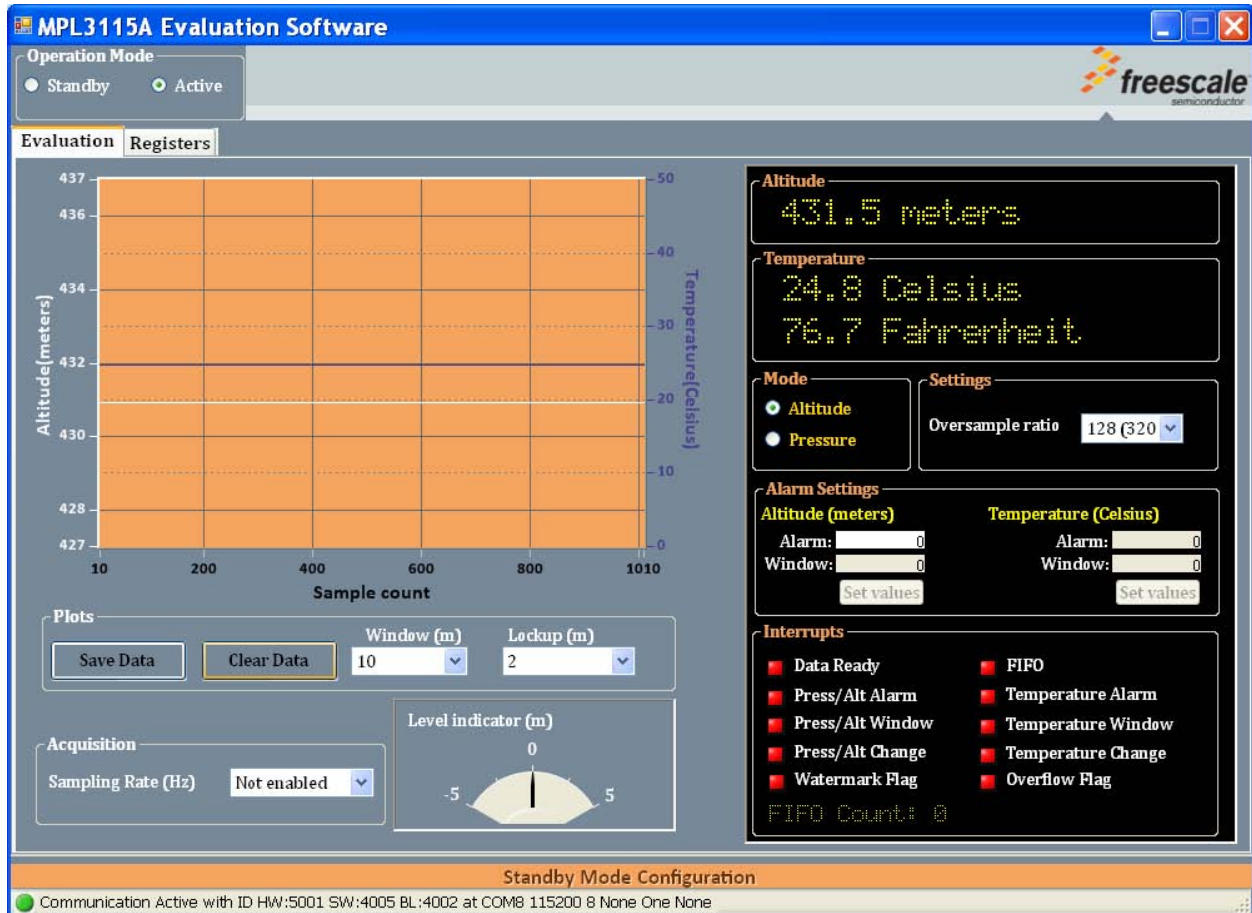 MPL3115A Evaluation Software
Operation Mode
Standby Active
freescale
semiconductor
Evaluation Registers
437
436
434
432
430
428
427
Altitude(meters)
50
40
30
20
10
0
Temperature(Celsius)
10 200 400 600 800 1010
Sample count
Plots
Save Data Clear Data
Window (m)
10
Lockup (m)
2
Acquisition
Sampling Rate (Hz) Not enabled
Level indicator (m)
0
-5 5
Altitude
431.5 meters
Temperature
24.8 Celsius
76.7 Fahrenheit
Mode
Altitude
Pressure
Settings
Oversample ratio 128 (320
Alarm Settings
Altitude (meters)
Alarm: 0
Window: 0
Set values
Temperature (Celsius)
Alarm: 0
Window: 0
Set values
Interrupts
Data Ready FIFO
Press/Alt Alarm Temperature Alarm
Press/Alt Window Temperature Window
Press/Alt Change Temperature Change
Watermark Flag Overflow Flag
FIFO Count: 0
Standby Mode Configuration
Communication Active with ID HW:5001 SW:4005 BL:4002 at COM8 115200 8 None One None